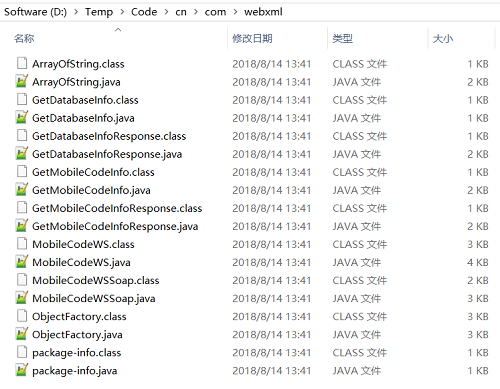 Software (D:) > Temp > Code > cn > com > webxml
名称 修改日期 类型 大小
ArrayOfString.class 2018/8/14 13:41 CLASS 文件 1 KB
ArrayOfString.java 2018/8/14 13:41 JAVA 文件 2 KB
GetDatabaseInfo.class 2018/8/14 13:41 CLASS 文件 1 KB
GetDatabaseInfo.java 2018/8/14 13:41 JAVA 文件 1 KB
GetDatabaseInfoResponse.class 2018/8/14 13:41 CLASS 文件 1 KB
GetDatabaseInfoResponse.java 2018/8/14 13:41 JAVA 文件 2 KB
GetMobileCodeInfo.class 2018/8/14 13:41 CLASS 文件 1 KB
GetMobileCodeInfo.java 2018/8/14 13:41 JAVA 文件 2 KB
GetMobileCodeInfoResponse.class 2018/8/14 13:41 CLASS 文件 1 KB
GetMobileCodeInfoResponse.java 2018/8/14 13:41 JAVA 文件 2 KB
MobileCodeWS.class 2018/8/14 13:41 CLASS 文件 3 KB
MobileCodeWS.java 2018/8/14 13:41 JAVA 文件 4 KB
MobileCodeWSSoap.class 2018/8/14 13:41 CLASS 文件 2 KB
MobileCodeWSSoap.java 2018/8/14 13:41 JAVA 文件 3 KB
ObjectFactory.class 2018/8/14 13:41 CLASS 文件 3 KB
ObjectFactory.java 2018/8/14 13:41 JAVA 文件 3 KB
package-info.class 2018/8/14 13:41 CLASS 文件 1 KB
package-info.java 2018/8/14 13:41 JAVA 文件 1 KB